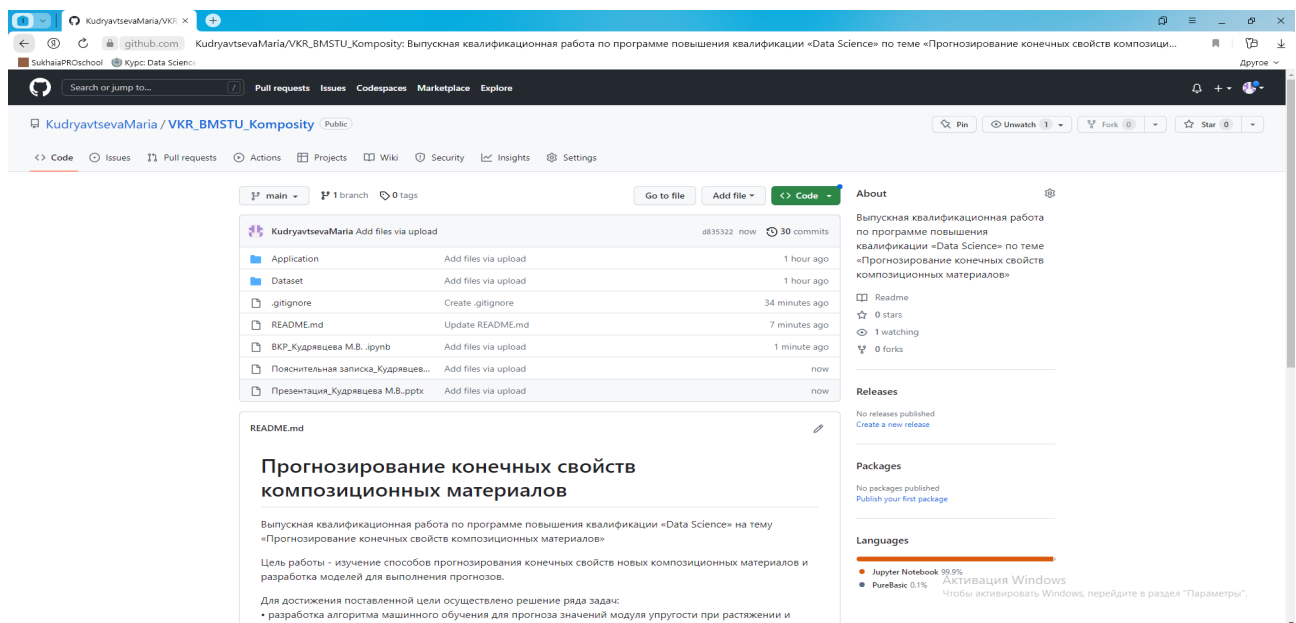 1
KudryavtsevaMaria/VKR
github.com KudryavtsevaMaria/VKR_BMSTU_Komposity: Выпускная квалификационная работа по программе повышения квалификации «Data Science» по теме «Прогнозирование конечных свойств композици...
SukhaiaPROschool Курс: Data Science
Другое
Search or jump to... / Pull requests Issues Codespaces Marketplace Explore
KudryavtsevaMaria / VKR_BMSTU_Komposity Public
Pin Unwatch 1 Fork 0 Star 0
<> Code Issues Pull requests Actions Projects Wiki Security Insights Settings
main 1 branch 0 tags Go to file Add file <> Code
KudryavtsevaMaria Add files via upload d835322 now 30 commits
Application Add files via upload 1 hour ago
Dataset Add files via upload 1 hour ago
.gitignore Create .gitignore 34 minutes ago
README.md Update README.md 7 minutes ago
ВКР_Кудрявцева М.В. .ipynb Add files via upload 1 minute ago
Пояснительная записка_Кудрявцев... Add files via upload now
Презентация_Кудрявцева М.В..pptx Add files via upload now
README.md
Прогнозирование конечных свойств
композиционных материалов
Выпускная квалификационная работа по программе повышения квалификации «Data Science» на тему
«Прогнозирование конечных свойств композиционных материалов»
Цель работы - изучение способов прогнозирования конечных свойств новых композиционных материалов и
разработка моделей для выполнения прогнозов.
Для достижения поставленной цели осуществлено решение ряда задач:
• разработка алгоритма машинного обучения для прогноза значений модуля упругости при растяжении и
About
Выпускная квалификационная работа
по программе повышения
квалификации «Data Science» по теме
«Прогнозирование конечных свойств
композиционных материалов»
Readme
0 stars
1 watching
0 forks
Releases
No releases published
Create a new release
Packages
No packages published
Publish your first package
Languages
Jupyter Notebook 99.9%
PureBasic 0.1%
Активация Windows
Чтобы активировать Windows, перейдите в раздел "Параметры".